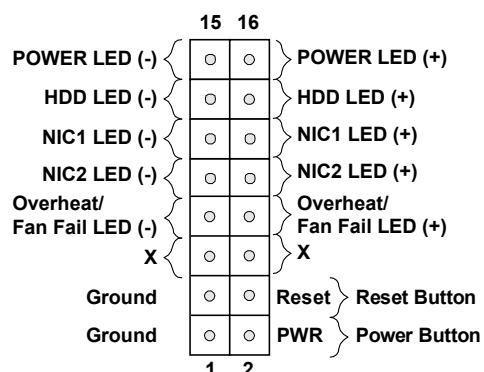 15 16
POWER LED (-) POWER LED (+)
HDD LED (-) HDD LED (+)
NIC1 LED (-) NIC1 LED (+)
NIC2 LED (-) NIC2 LED (+)
Overheat/ Overheat/
Fan Fail LED (-) Fan Fail LED (+)
X X
Ground Reset Reset Button
Ground PWR Power Button
1 2